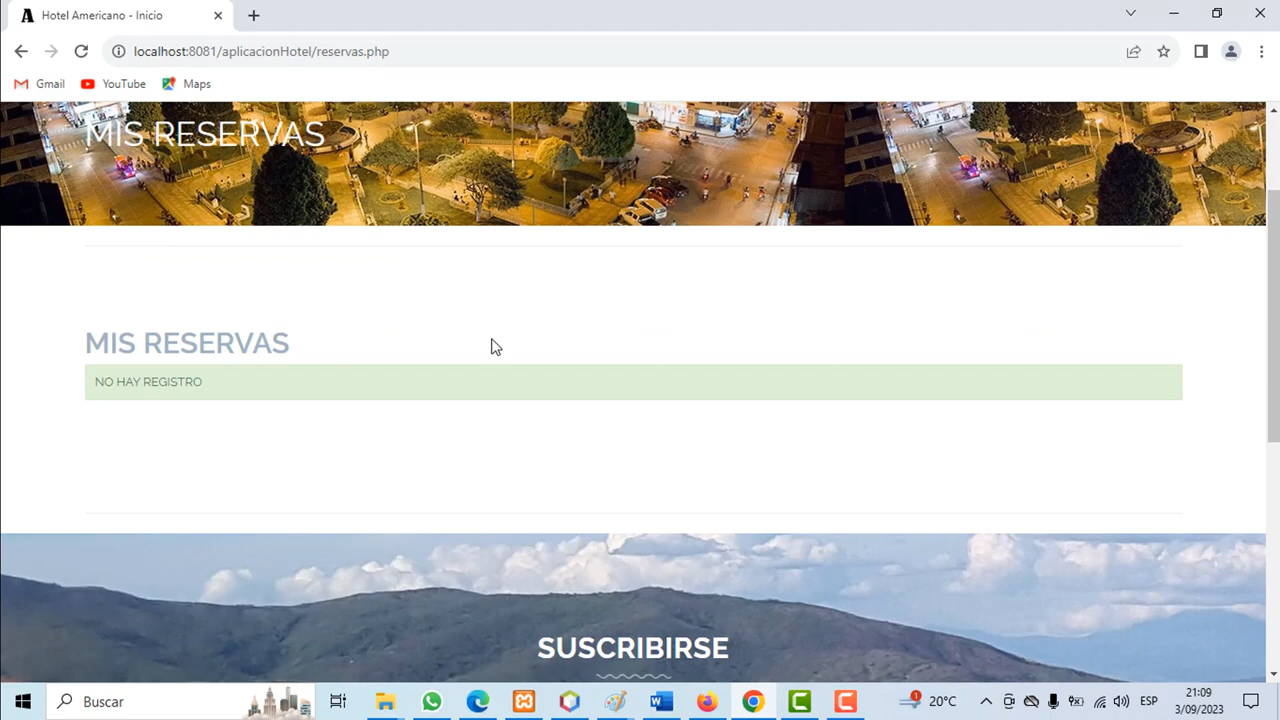 Hotel Americano - Inicio
localhost:8081/aplicacionHotel/reservas.php
Gmail
YouTube
Maps
MIS RESERVAS
MIS RESERVAS
NO HAY REGISTRO
SUSCRIBIRSE
Buscar
1
20°C
ESP
21:09
3/09/2023